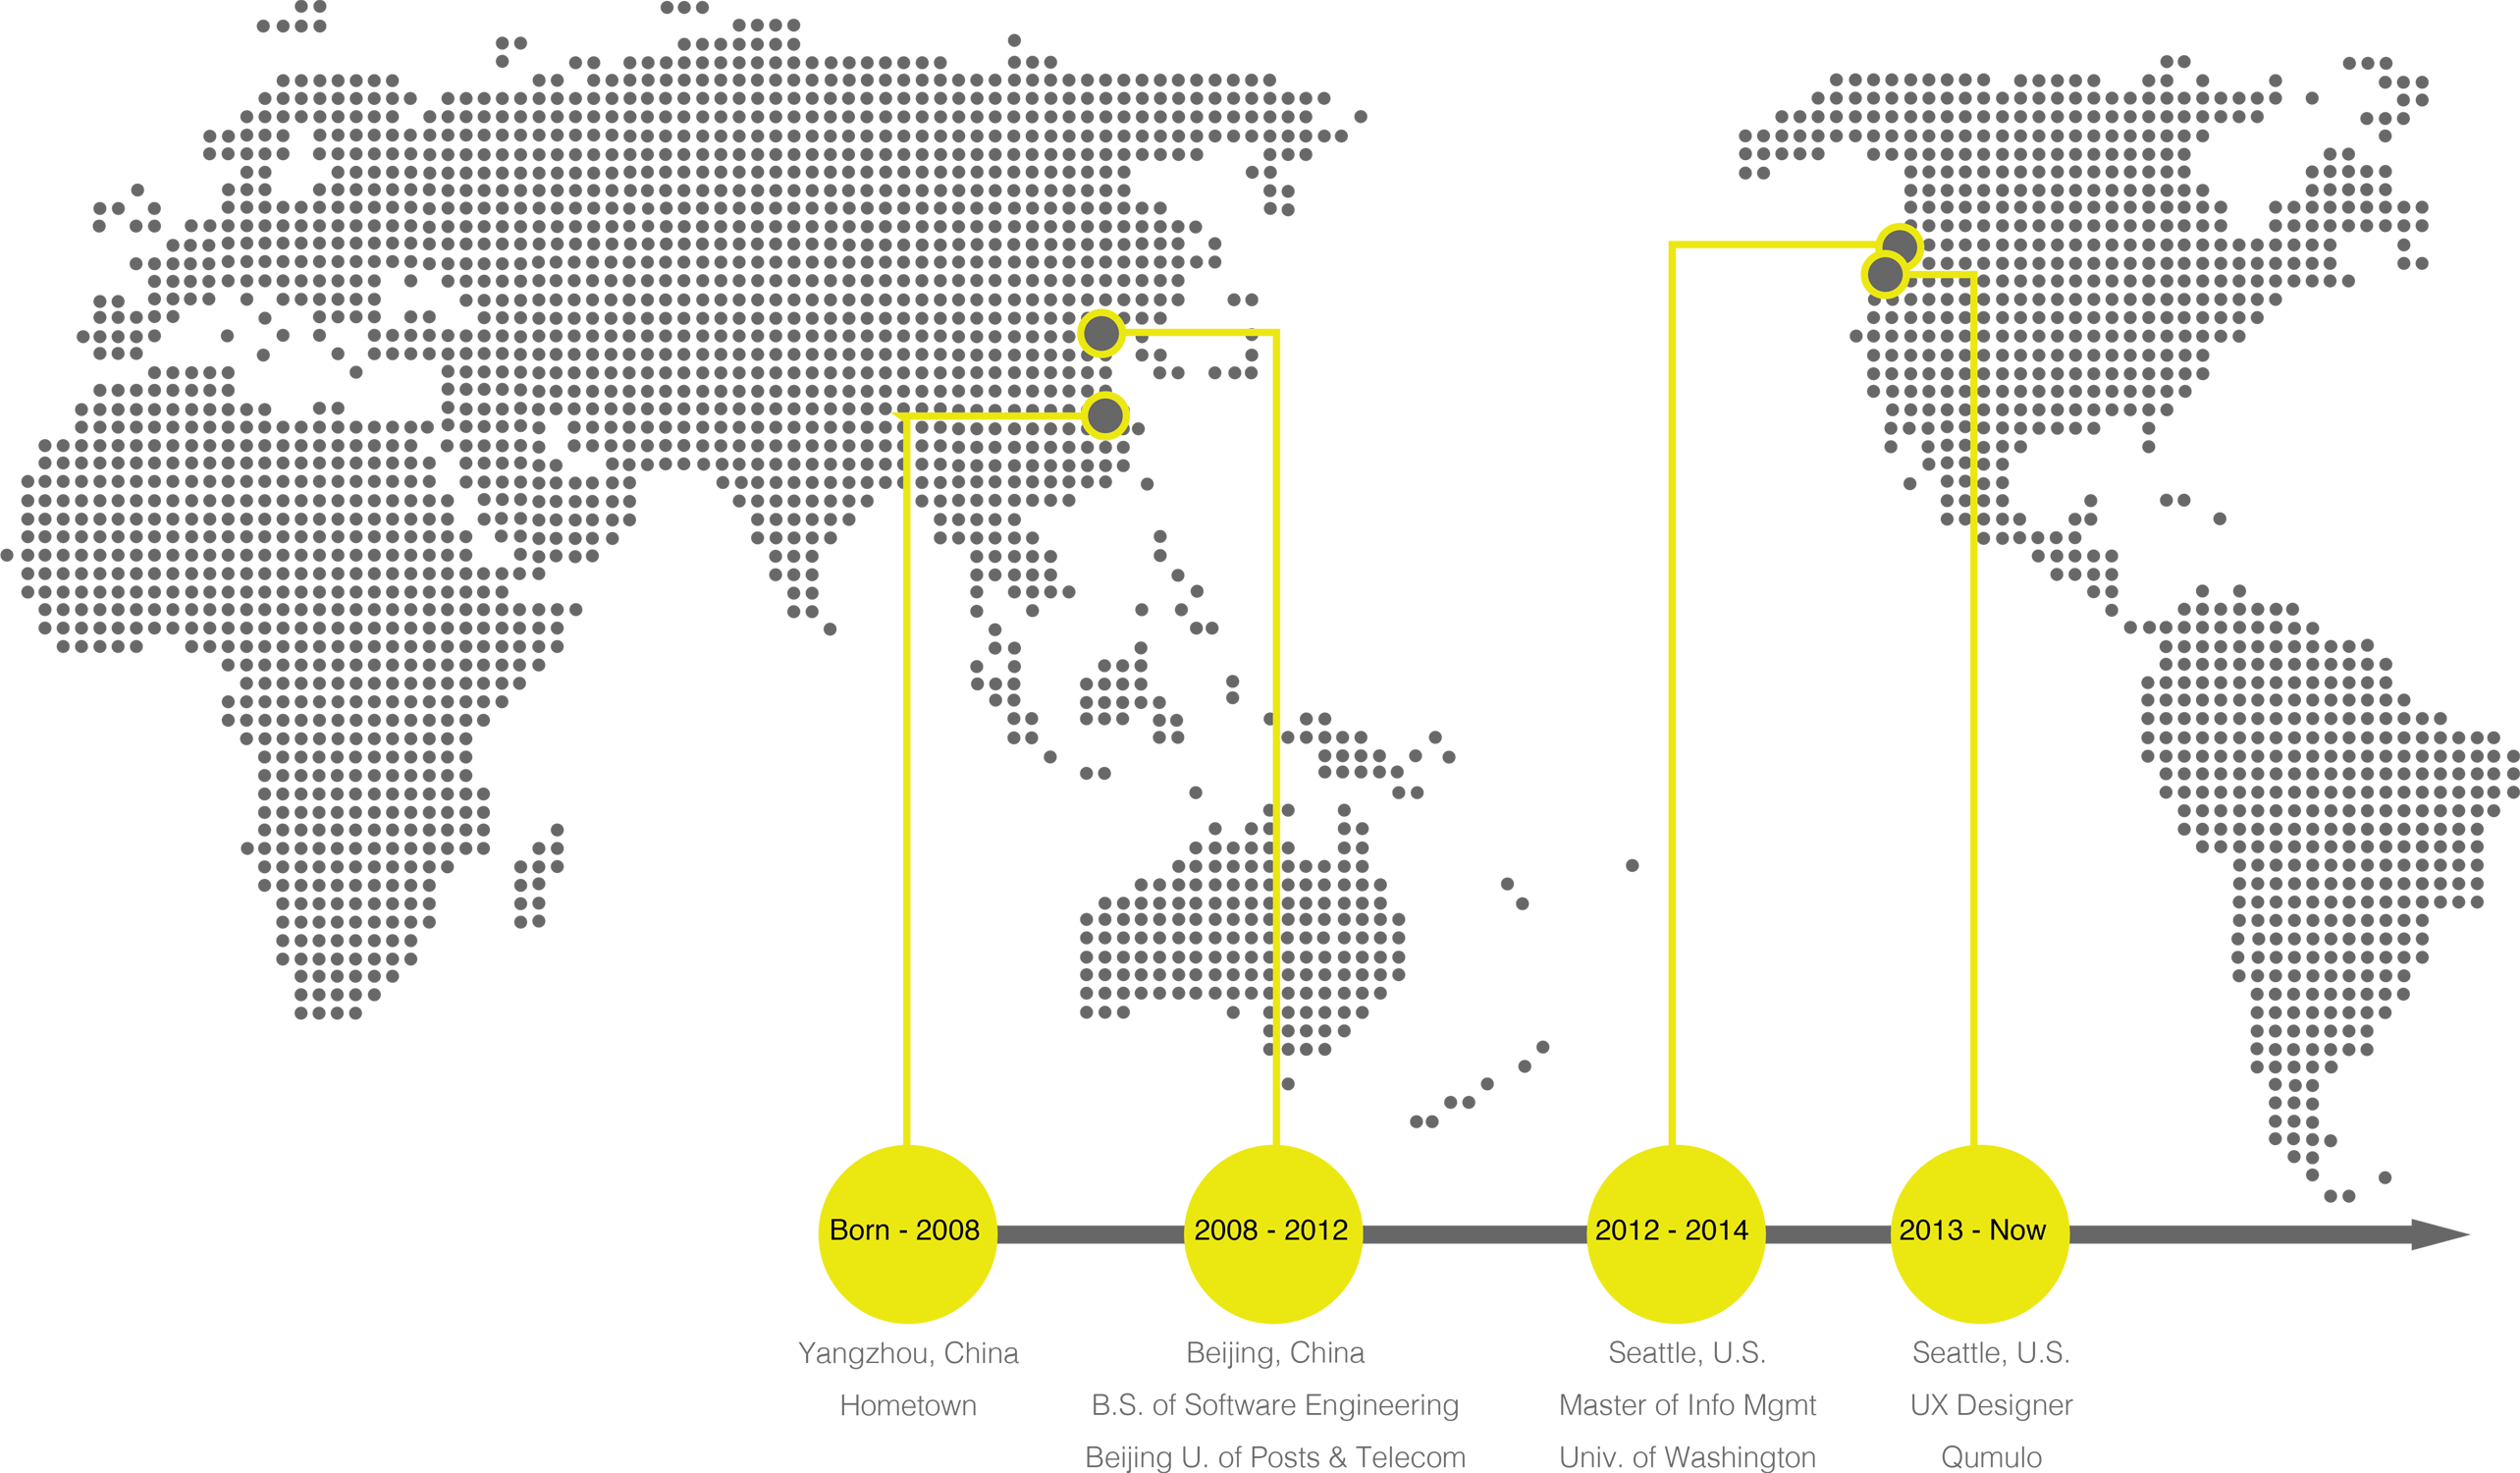 Born - 2008
2008 - 2012
2012 - 2014
2013 - Now
Yangzhou, China
Hometown
Beijing, China
B.S. of Software Engineering
Beijing U. of Posts & Telecom
Seattle, U.S.
Master of Info Mgmt
Univ. of Washington
Seattle, U.S.
UX Designer
Qumulo